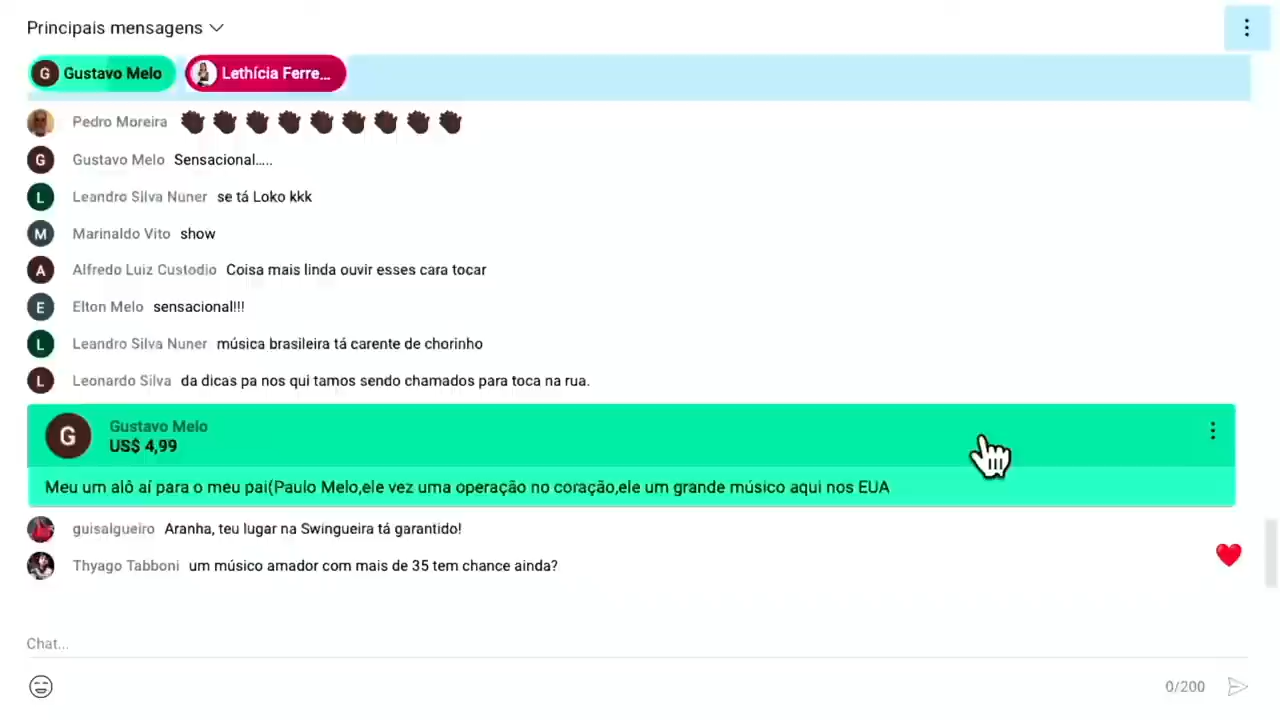 Principais mensagens
G Gustavo Melo Lethícia Ferre...
Pedro Moreira 👏🏿👏🏿👏🏿👏🏿👏🏿👏🏿👏🏿👏🏿👏🏿
G Gustavo Melo Sensacional.....
L Leandro Silva Nuner se tá Loko kkk
M Marinaldo Vito show
A Alfredo Luiz Custodio Coisa mais linda ouvir esses cara tocar
E Elton Melo sensacional!!!
L Leandro Silva Nuner música brasileira tá carente de chorinho
L Leonardo Silva da dicas pa nos qui tamos sendo chamados para toca na rua.
G Gustavo Melo
US$ 4,99
Meu um alô aí para o meu pai(Paulo Melo,ele vez uma operação no coração,ele um grande músico aqui nos EUA
guisalgueiro Aranha, teu lugar na Swingueira tá garantido!
Thyago Tabboni um músico amador com mais de 35 tem chance ainda?
Chat...
0/200